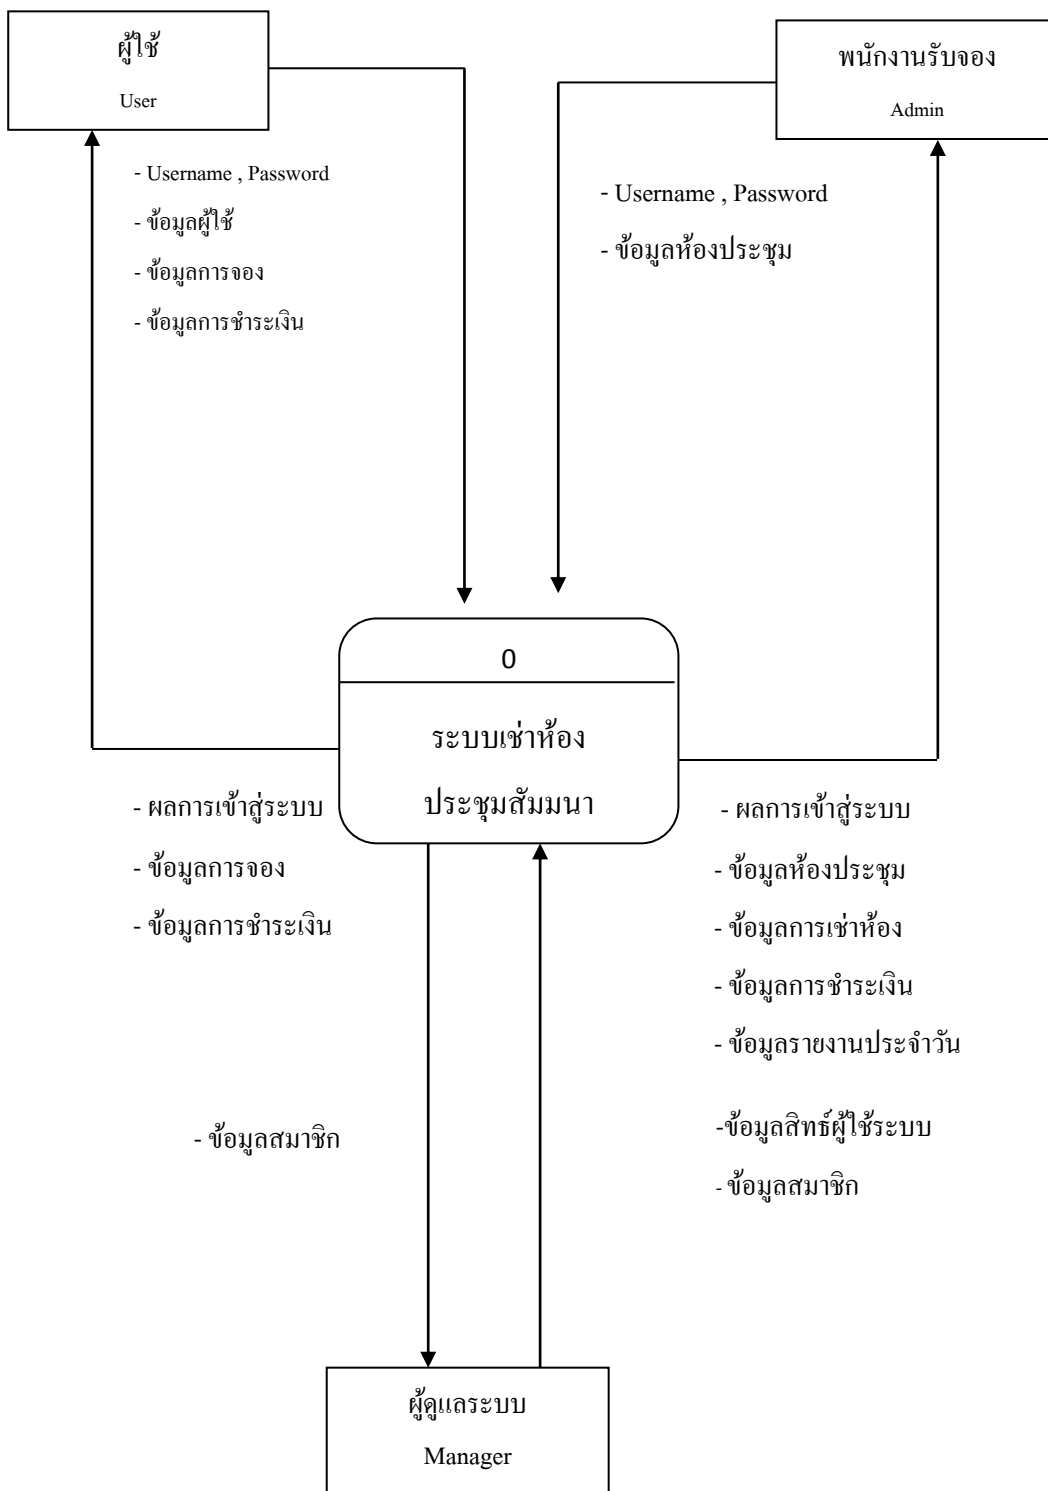 ผู้ใช้
User
พนักงานรับจอง
Admin
- Username , Password
- ข้อมูลผู้ใช้
- ข้อมูลการจอง
- ข้อมูลการชำระเงิน
- Username , Password
- ข้อมูลห้องประชุม
0
ระบบเช่าห้อง
ประชุมสัมมนา
- ผลการเข้าสู่ระบบ
- ข้อมูลการจอง
- ข้อมูลการชำระเงิน
- ผลการเข้าสู่ระบบ
- ข้อมูลห้องประชุม
- ข้อมูลการเช่าห้อง
- ข้อมูลการชำระเงิน
- ข้อมูลรายงานประจำวัน
- ข้อมูลสมาชิก
-ข้อมูลสิทธ์ผู้ใช้ระบบ
- ข้อมูลสมาชิก
ผู้ดูแลระบบ
Manager